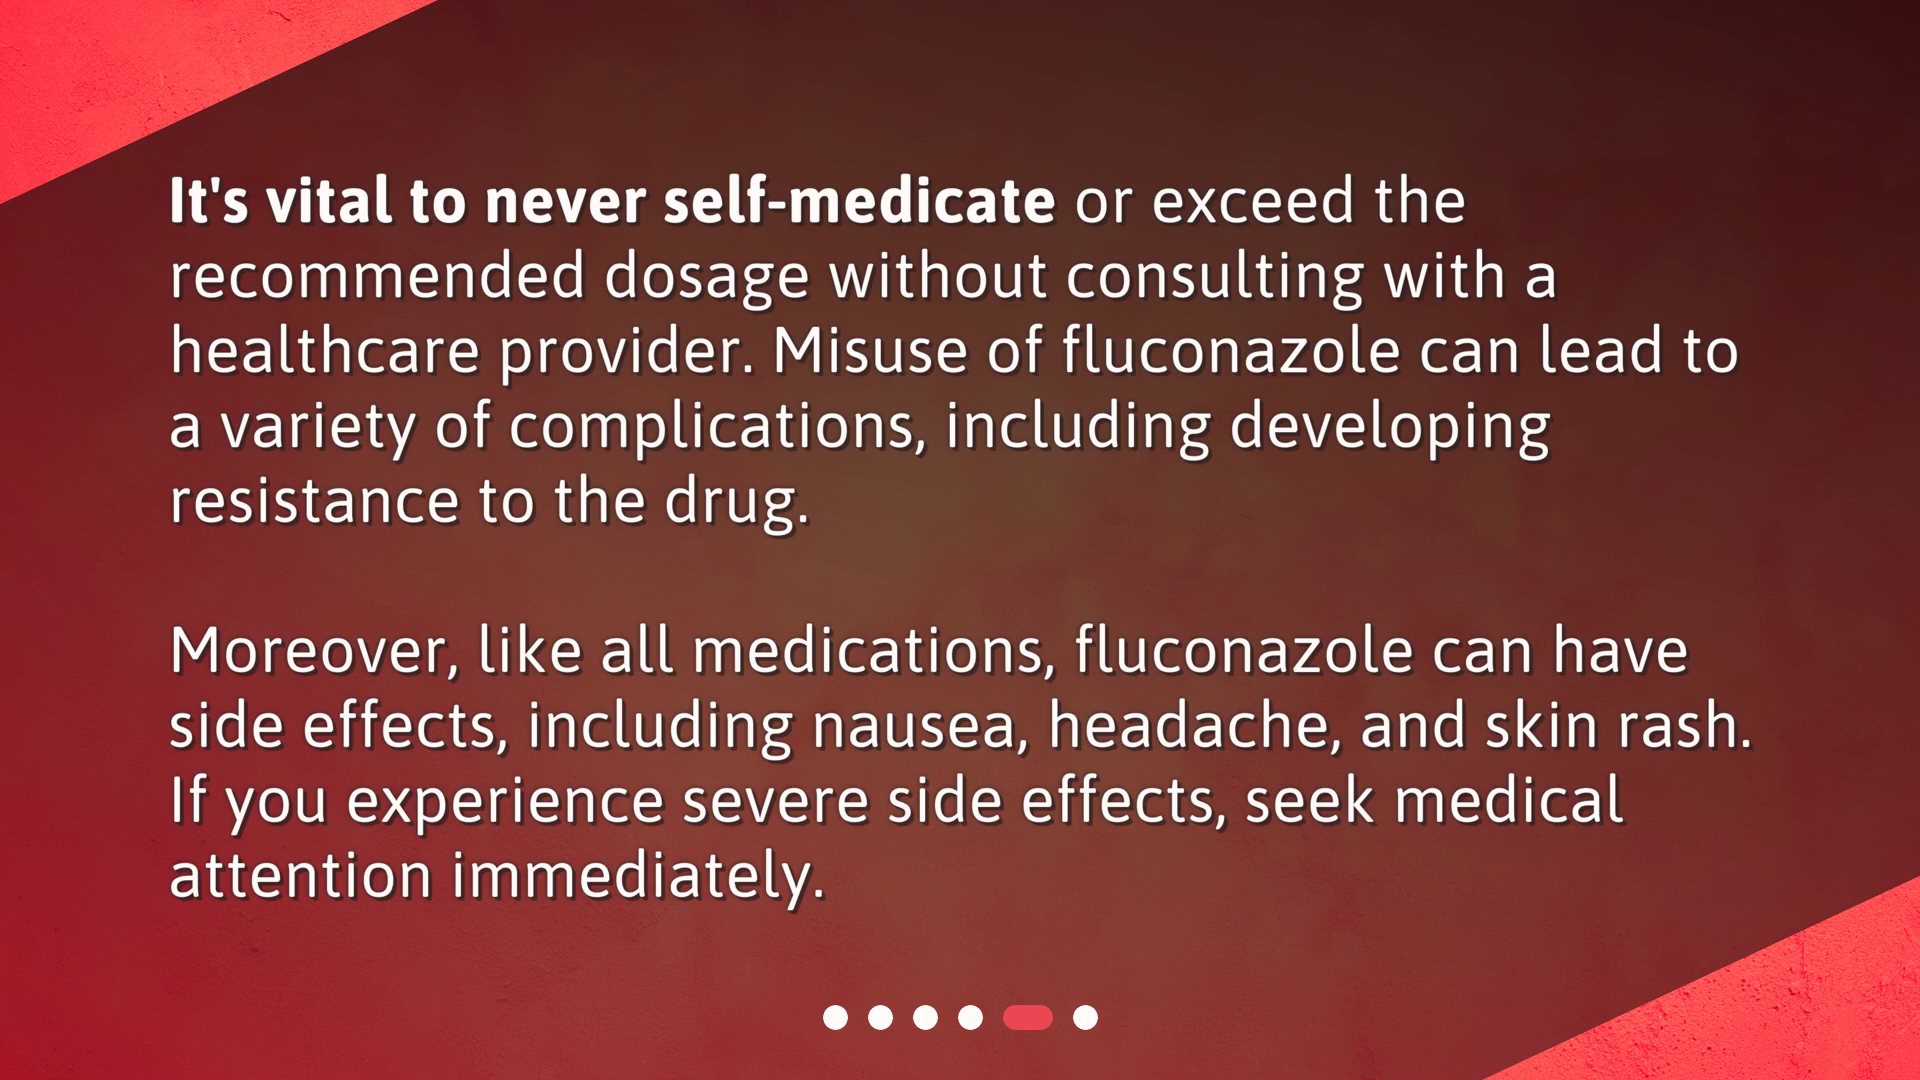 It's vital to never self-medicate or exceed the
recommended dosage without consulting with a
healthcare provider. Misuse of fluconazole can lead to
a variety of complications, including developing
resistance to the drug.
Moreover, like all medications, fluconazole can have
side effects, including nausea, headache, and skin rash.
If you experience severe side effects, seek medical
attention immediately.